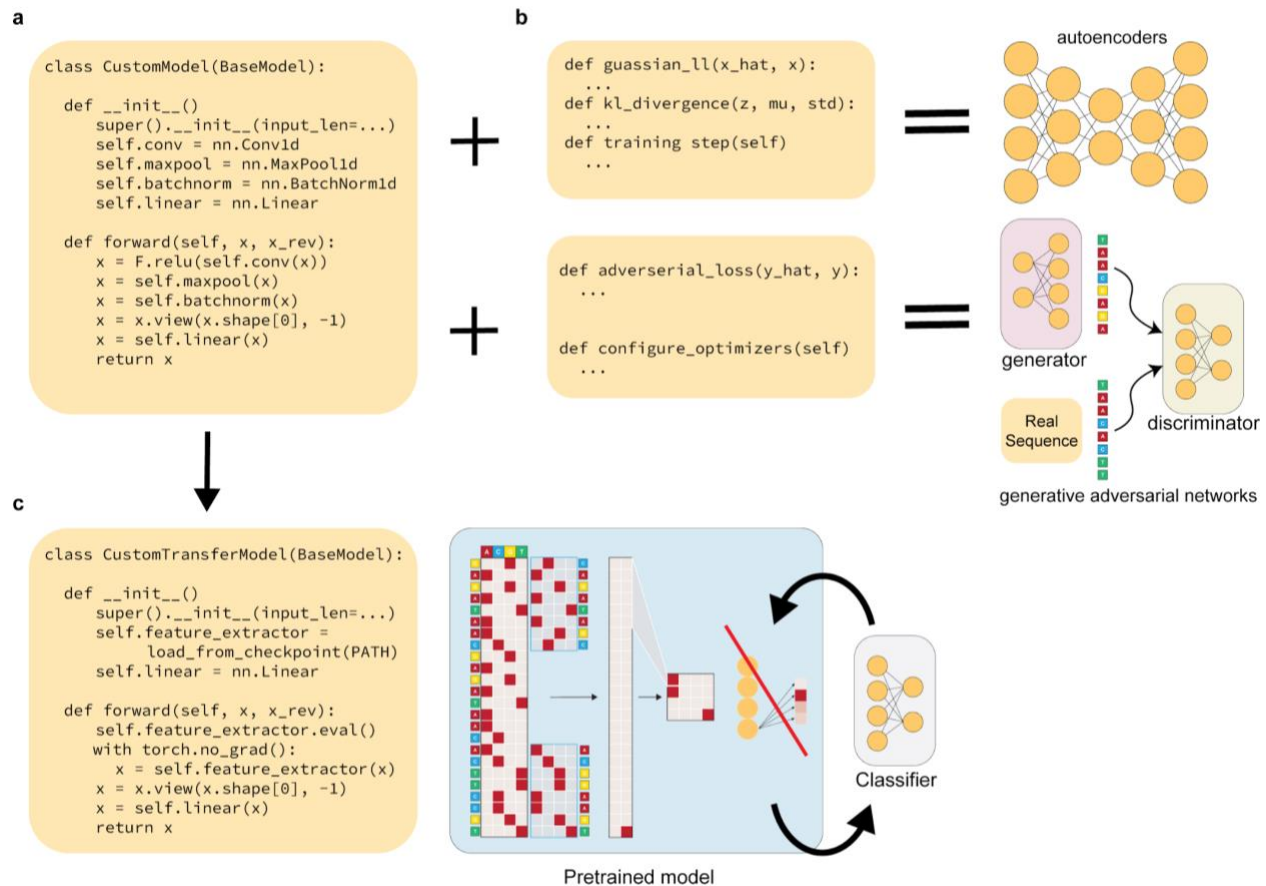 a
class CustomModel(BaseModel):
def __init__()
super().__init__(input_len=...)
self.conv = nn.Conv1d
self.maxpool = nn.MaxPool1d
self.batchnorm = nn.BatchNorm1d
self.linear = nn.Linear
def forward(self, x, x_rev):
x = F.relu(self.conv(x))
x = self.maxpool(x)
x = self.batchnorm(x)
x = x.view(x.shape[0], -1)
x = self.linear(x)
return x
+
+
b
def guassian_ll(x_hat, x):
...
def kl_divergence(z, mu, std):
...
def training step(self)
...
=
autoencoders
def adverserial_loss(y_hat, y):
...
def configure_optimizers(self)
...
=
generator
T
A
A
C
G
A
G
A
Real
Sequence
T
A
A
C
A
C
T
T
discriminator
generative adversarial networks
c
class CustomTransferModel(BaseModel):
def __init__()
super().__init__(input_len=...)
self.feature_extractor =
load_from_checkpoint(PATH)
self.linear = nn.Linear
def forward(self, x, x_rev):
self.feature_extractor.eval()
with torch.no_grad():
x = self.feature_extractor(x)
x = x.view(x.shape[0], -1)
x = self.linear(x)
return x
A C G T
Classifier
Pretrained model